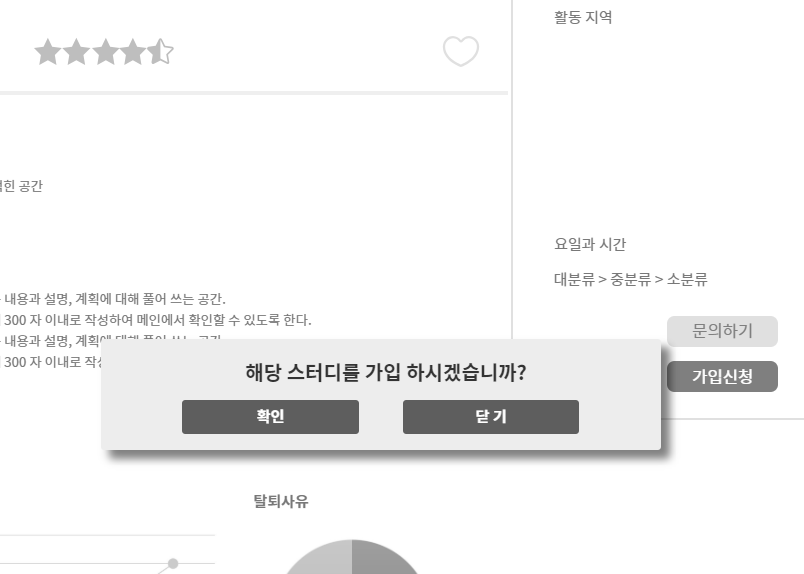 활동 지역
공간
요일과 시간
대분류 > 중분류 > 소분류
내용과 설명, 계획에 대해 풀어 쓰는 공간.
300 자 이내로 작성하여 메인에서 확인할 수 있도록 한다.
내용과 설명, 계획에 대해 풀어 쓰는 공간.
300 자 이내로
문의하기
가입신청
해당 스터디를 가입 하시겠습니까?
확인
닫 기
탈퇴사유